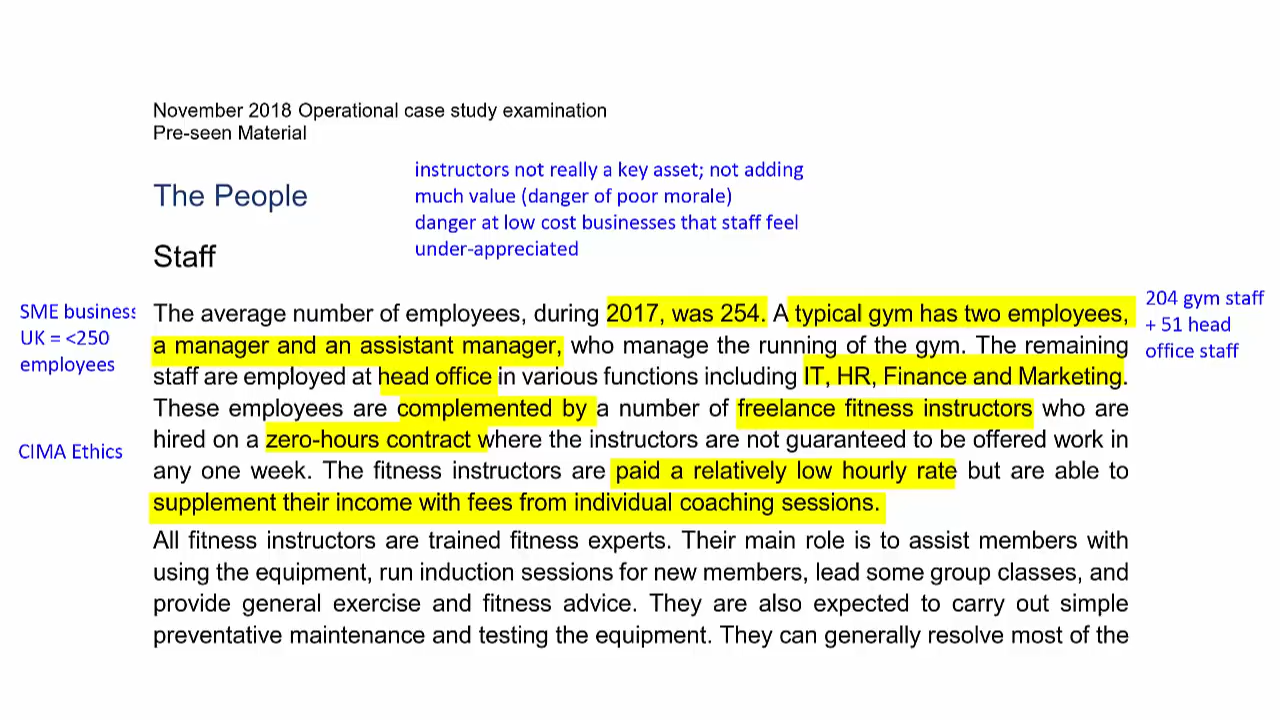 November 2018 Operational case study examination
Pre-seen Material
instructors not really a key asset; not adding
much value (danger of poor morale)
danger at low cost businesses that staff feel
under-appreciated
The People
Staff
SME business
UK = <250
employees
CIMA Ethics
The average number of employees, during 2017, was 254. A typical gym has two employees,
a manager and an assistant manager, who manage the running of the gym. The remaining
staff are employed at head office in various functions including IT, HR, Finance and Marketing.
These employees are complemented by a number of freelance fitness instructors who are
hired on a zero-hours contract where the instructors are not guaranteed to be offered work in
any one week. The fitness instructors are paid a relatively low hourly rate but are able to
supplement their income with fees from individual coaching sessions.
204 gym staff
+ 51 head
office staff
All fitness instructors are trained fitness experts. Their main role is to assist members with
using the equipment, run induction sessions for new members, lead some group classes, and
provide general exercise and fitness advice. They are also expected to carry out simple
preventative maintenance and testing the equipment. They can generally resolve most of the